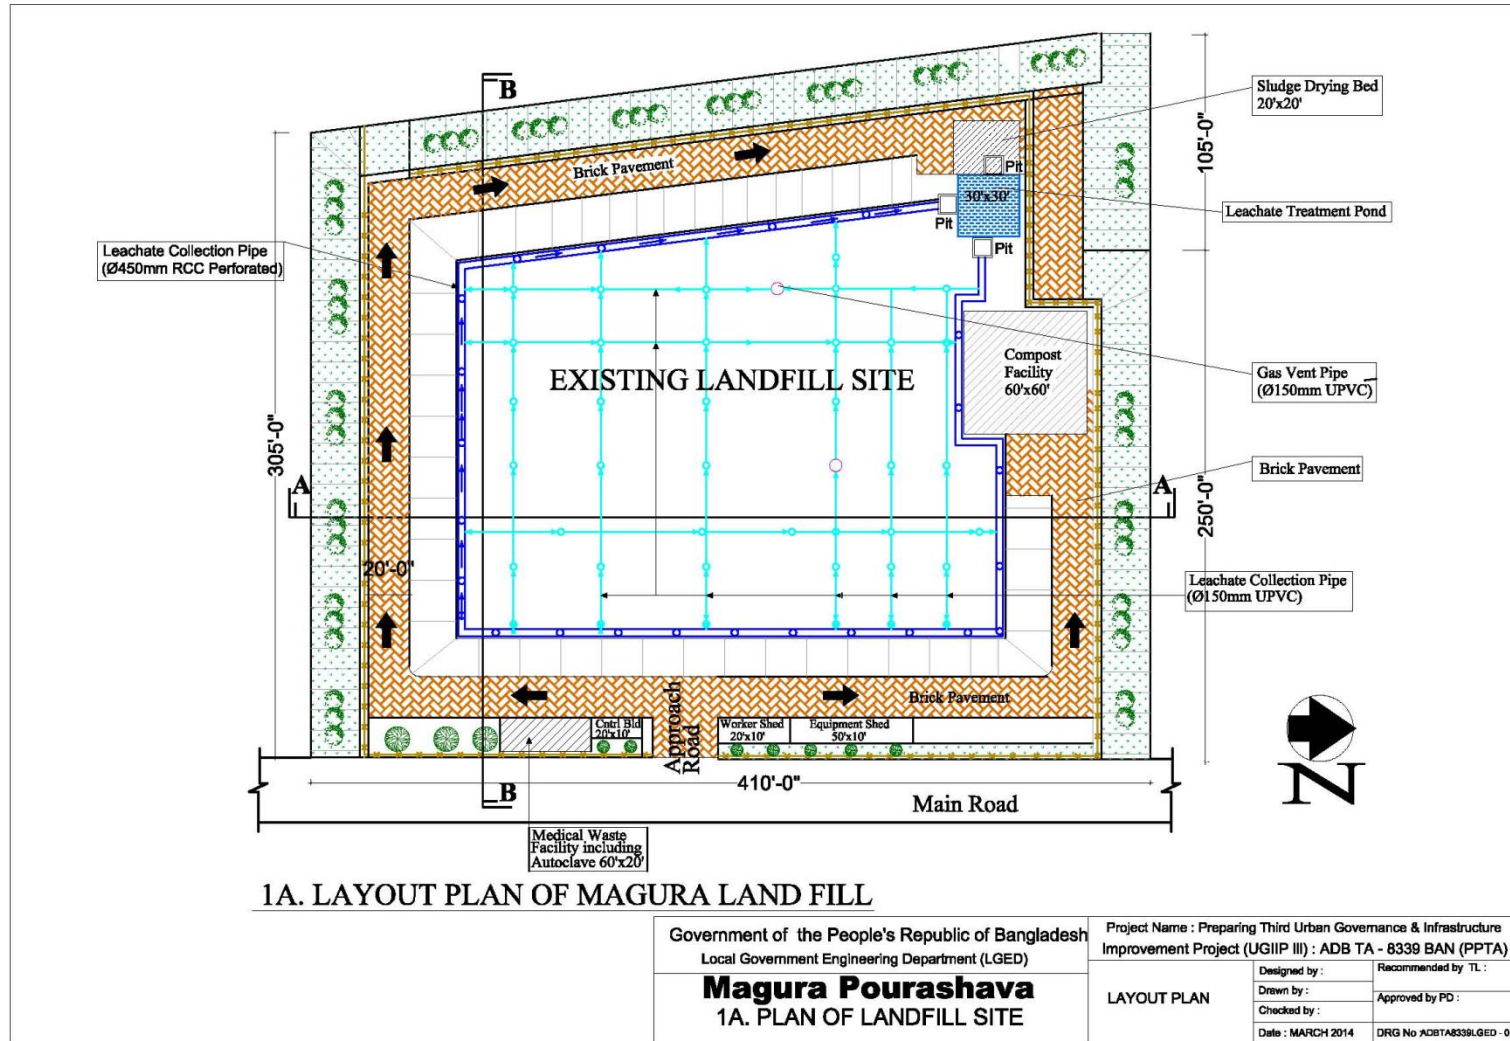 B
Sludge Drying Bed
20'x20'
105'-0"
Brick Pavement
Pit
30'x30'
Leachate Treatment Pond
Pit
Pit
Leachate Collection Pipe
(Ø450mm RCC Perforated)
Compost
Facility
60'x60'
EXISTING LANDFILL SITE
Gas Vent Pipe
(Ø150mm UPVC)
305'-0"
Brick Pavement
A
A
250'-0"
20'-0"
Leachate Collection Pipe
(Ø150mm UPVC)
Brick Pavement
Approach
Road
Cntrl Bld
20'x10'
Worker Shed
20'x10'
Equipment Shed
50'x10'
N
410'-0"
B
Main Road
Medical Waste
Facility including
Autoclave 60'x20'
1A. LAYOUT PLAN OF MAGURA LAND FILL
Government of the People's Republic of Bangladesh
Local Government Engineering Department (LGED)
Magura Pourashava
1A. PLAN OF LANDFILL SITE
Project Name : Preparing Third Urban Governance & Infrastructure
Improvement Project (UGIIP III) : ADB TA - 8339 BAN (PPTA)
LAYOUT PLAN
Designed by :
Drawn by :
Checked by :
Date : MARCH 2014
Recommended by TL :
Approved by PD :
DRG No :ADBTA8339LGED - 0